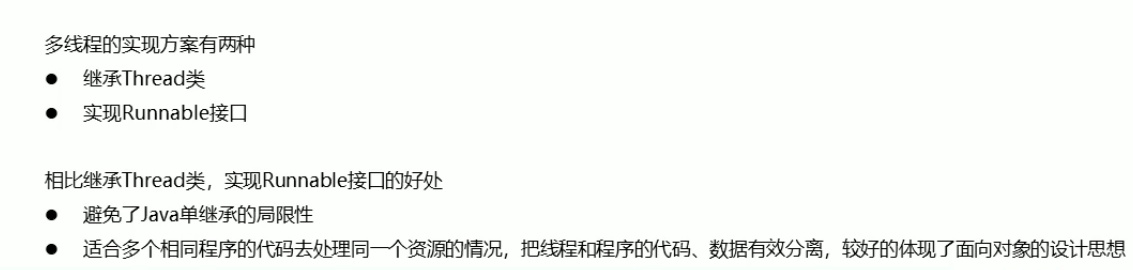 多线程的实现方案有两种
● 继承Thread类
● 实现Runnable接口
相比继承Thread类，实现Runnable接口的好处
● 避免了Java单继承的局限性
● 适合多个相同程序的代码去处理同一个资源的情况，把线程和程序的代码、数据有效分离，较好的体现了面向对象的设计思想